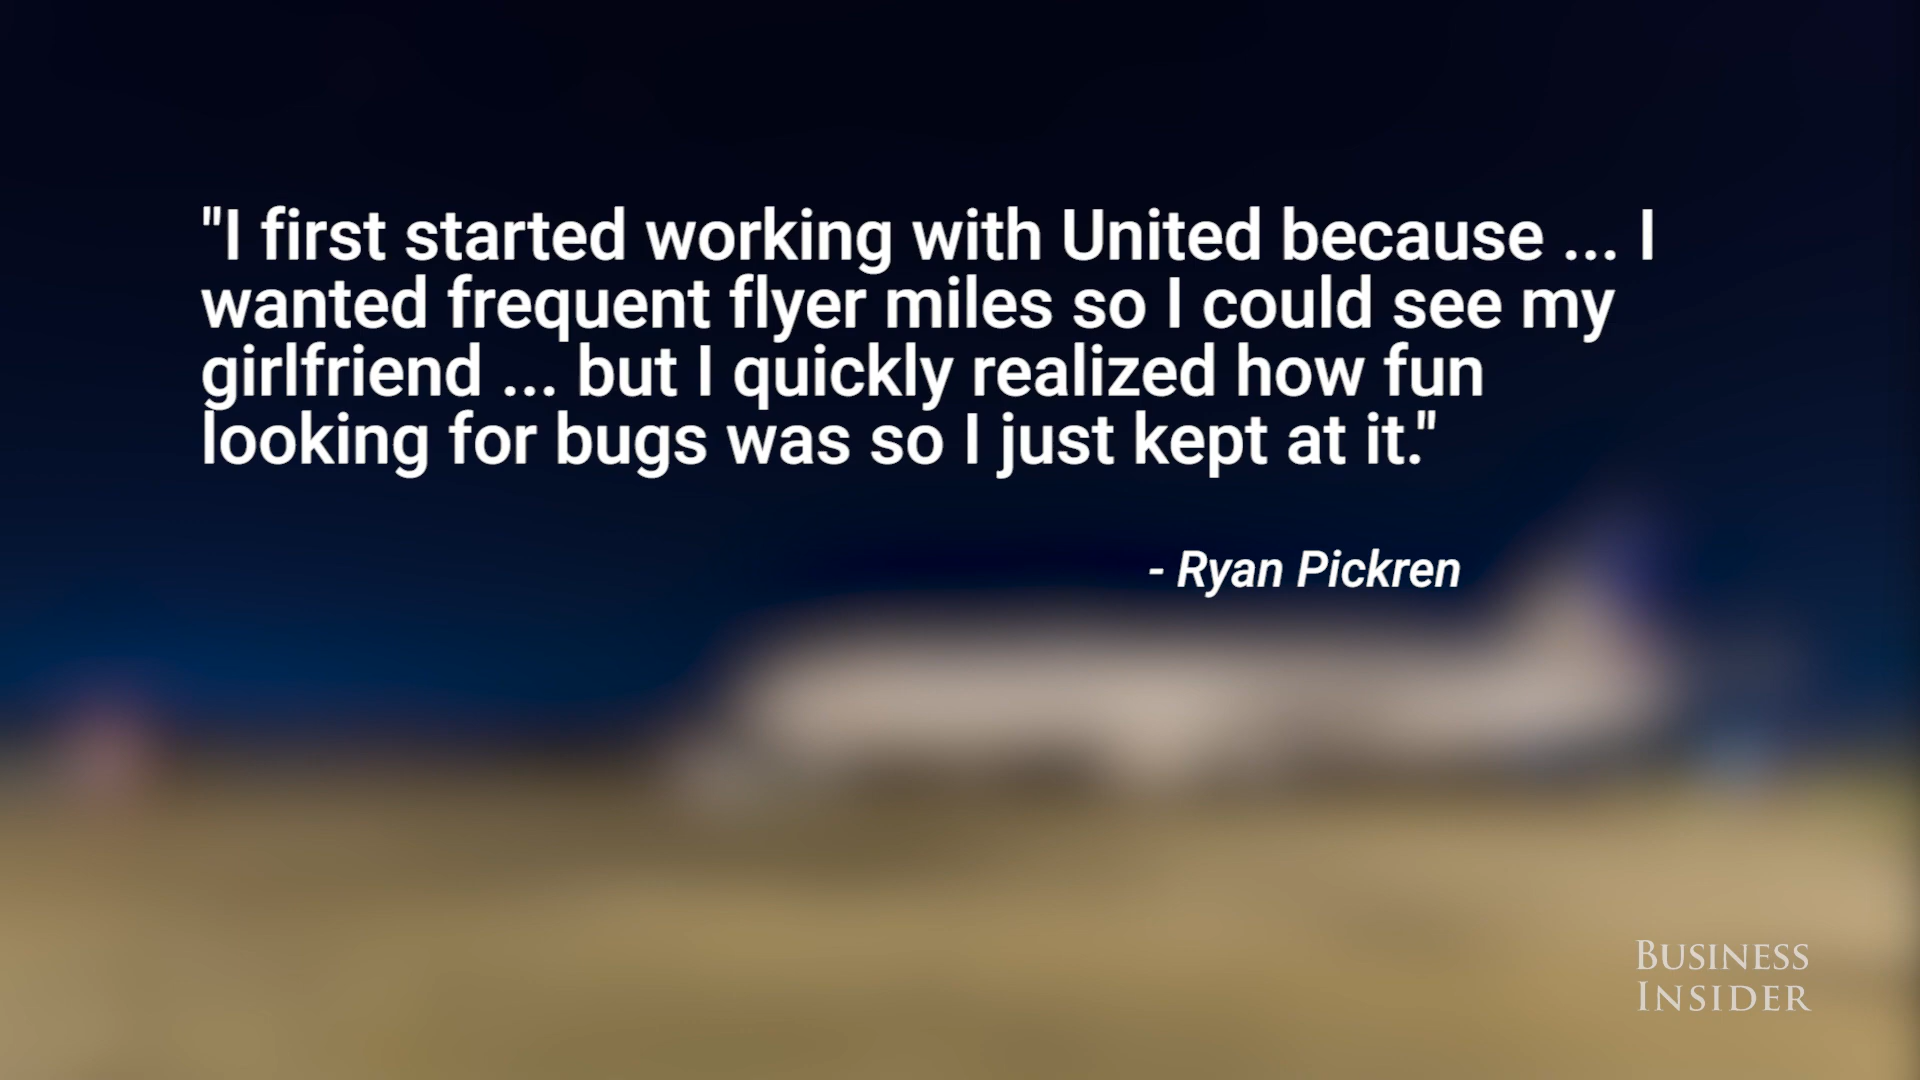 "I first started working with United because ... I
wanted frequent flyer miles so I could see my
girlfriend ... but I quickly realized how fun
looking for bugs was so I just kept at it."
- Ryan Pickren
BUSINESS
INSIDER